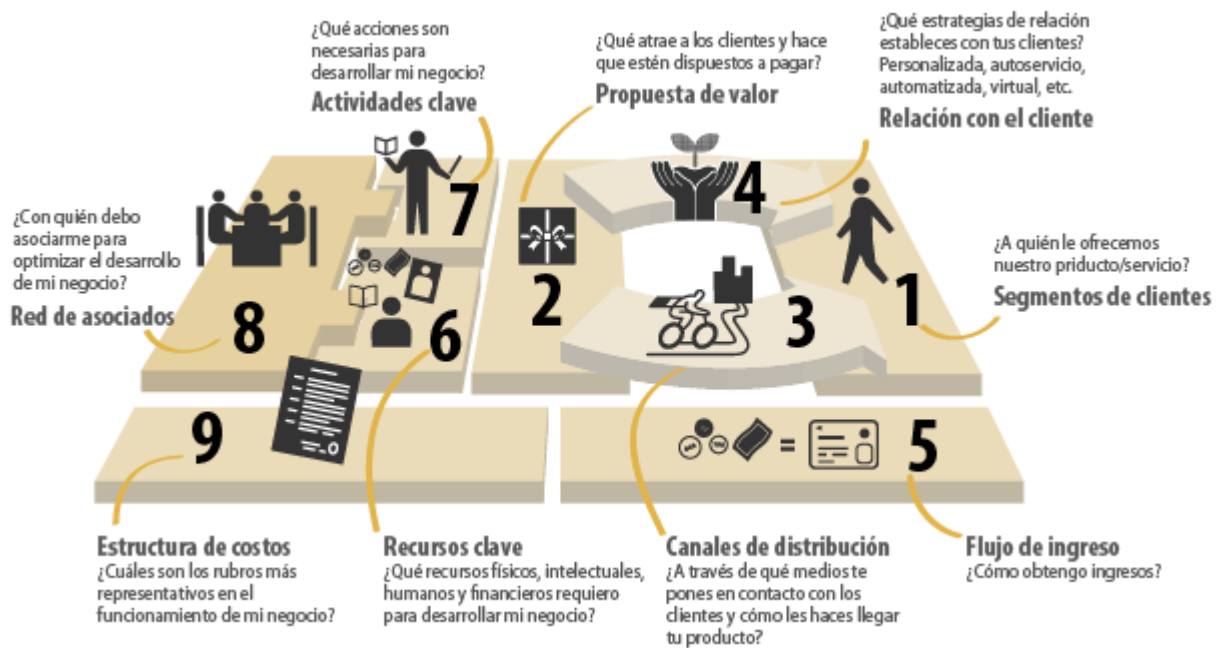 ¿Qué acciones son
necesarias para
desarrollar mi negocio?
Actividades clave
¿Qué atrae a los clientes y hace
que estén dispuestos a pagar?
Propuesta de valor
¿Qué estrategias de relación
estableces con tus clientes?
Personalizada, autoservicio,
automatizada, virtual, etc.
Relación con el cliente
¿Con quién debo
asociarme para
optimizar el desarrollo
de mi negocio?
Red de asociados
¿A quién le ofrecemos
nuestro priducto/servicio?
Segmentos de clientes
7
4
2
1
8
6
3
9
=
5
Estructura de costos
¿Cuáles son los rubros más
representativos en el
funcionamiento de mi negocio?
Recursos clave
¿Qué recursos físicos, intelectuales,
humanos y financieros requiero
para desarrollar mi negocio?
Canales de distribución
¿A través de qué medios te
pones en contacto con los
clientes y cómo les haces llegar
tu producto?
Flujo de ingreso
¿Cómo obtengo ingresos?